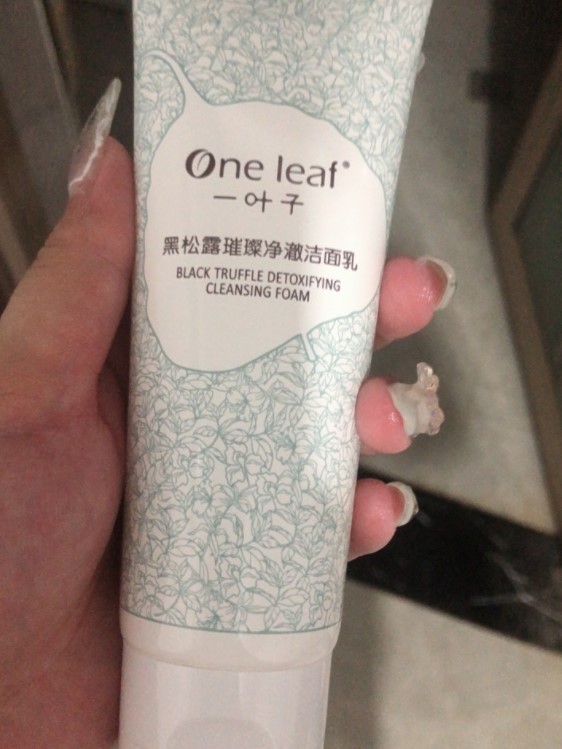 One leaf®
一叶子
黑松露璀璨净澈洁面乳
BLACK TRUFFLE DETOXIFYING
CLEANSING FOAM